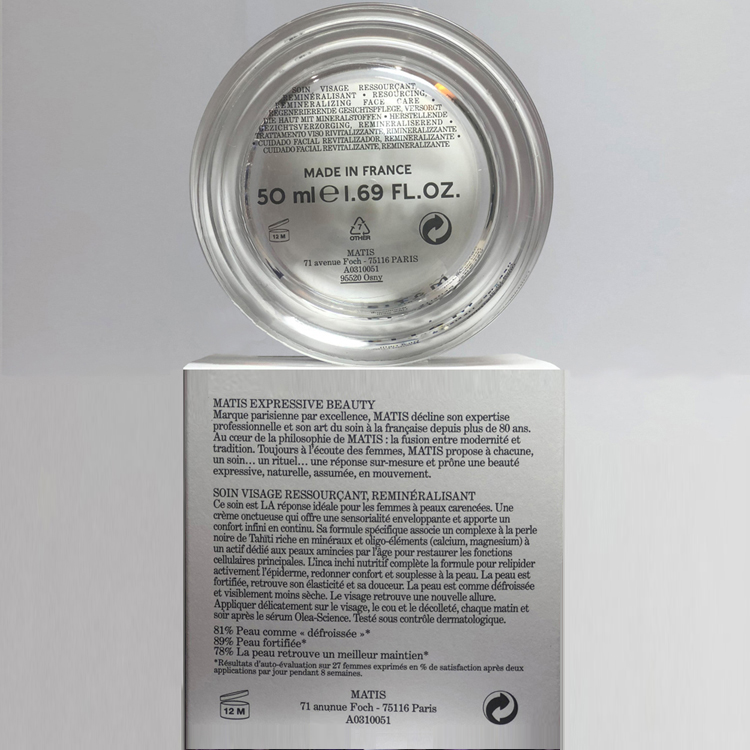 SOIN VISAGE RESSOURÇANT,
REMINÉRALISANT • RESOURCING,
REMINERALIZING FACE CARE •
REGENERIERENDE GESICHTSPFLEGE, VERSORGT
DIE HAUT MIT MINERALSTOFFEN • HERSTELLENDE
GEZICHTSVERZORGING, REMINERALISEREND •
TRATTAMENTO VISO RIVITALIZZANTE, RIMINERALIZZANTE
• CUIDADO FACIAL REVITALIZADOR, REMINERALIZANTE •
CUIDADO FACIAL REVITALIZANTE, REMINERALIZANTE
MADE IN FRANCE
50 ml e 1.69 FL.OZ.
12 M
7
OTHER
MATIS
71 avenue Foch - 75116 PARIS
A0310051
95520 Osny
MATIS EXPRESSIVE BEAUTY
Marque parisienne par excellence, MATIS décline son expertise
professionnelle et son art du soin à la française depuis plus de 80 ans.
Au cœur de la philosophie de MATIS : la fusion entre modernité et
tradition. Toujours à l'écoute des femmes, MATIS propose à chacune,
un soin... un rituel... une réponse sur-mesure et prône une beauté
expressive, naturelle, assumée, en mouvement.
SOIN VISAGE RESSOURÇANT, REMINÉRALISANT
Ce soin est LA réponse idéale pour les femmes à peaux carencées. Une
crème onctueuse qui offre une sensorialité enveloppante et apporte un
confort infini en continu. Sa formule spécifique associe un complexe à la perle
noire de Tahiti riche en minéraux et oligo-éléments (calcium, magnesium) à
un actif dédié aux peaux amincies par l'âge pour restaurer les fonctions
cellulaires principales. L'inca inchi nutritif complète la formule pour relipider
activement l'épiderme, redonner confort et souplesse à la peau. La peau est
fortifiée, retrouve son élasticité et sa douceur. La peau est comme défroissée
et visiblement moins sèche. Le visage retrouve une nouvelle allure.
Appliquer délicatement sur le visage, le cou et le décolleté, chaque matin et
soir après le sérum Olea-Science. Testé sous contrôle dermatologique.
81% Peau comme « défroissée »*
89% Peau fortifiée*
78% La peau retrouve un meilleur maintien*
*Résultats d'auto-évaluation sur 27 femmes exprimés en % de satisfaction après deux
applications par jour pendant 8 semaines.
12 M
MATIS
71 anunue Foch - 75116 Paris
A0310051